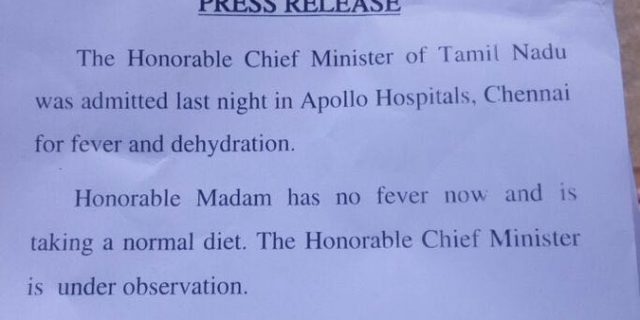 PRESS RELEASE
The Honorable Chief Minister of Tamil Nadu
was admitted last night in Apollo Hospitals, Chennai
for fever and dehydration.
Honorable Madam has no fever now and is
taking a normal diet. The Honorable Chief Minister
is under observation.